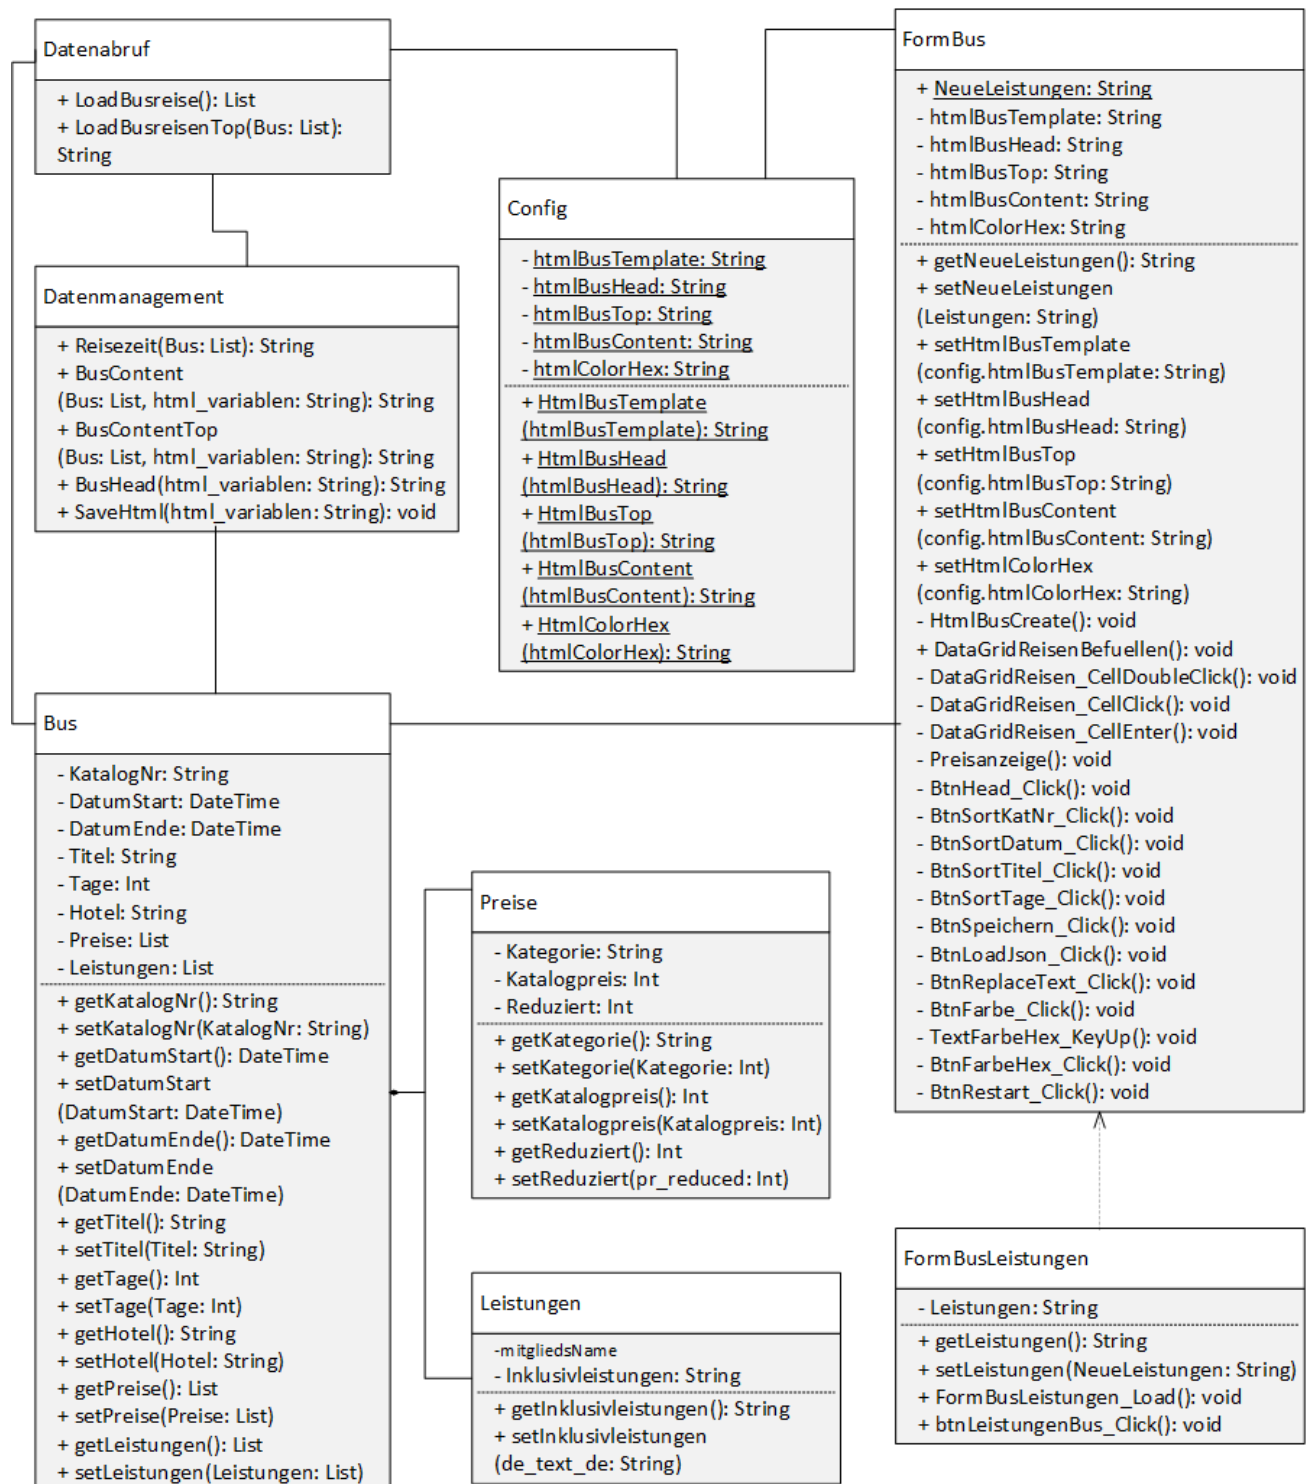 Datenabruf
+ LoadBusreise(): List
+ LoadBusreisenTop(Bus: List):
String
Datenmanagement
+ Reisezeit(Bus: List): String
+ BusContent
(Bus: List, html_variablen: String): String
+ BusContentTop
(Bus: List, html_variablen: String): String
+ BusHead(html_variablen: String): String
+ SaveHtml(html_variablen: String): void
Config
- htmlBusTemplate: String
- htmlBusHead: String
- htmlBusTop: String
- htmlBusContent: String
- htmlColorHex: String
+ HtmlBusTemplate
(htmlBusTemplate): String
+ HtmlBusHead
(htmlBusHead): String
+ HtmlBusTop
(htmlBusTop): String
+ HtmlBusContent
(htmlBusContent): String
+ HtmlColorHex
(htmlColorHex): String
FormBus
+ NeueLeistungen: String
- htmlBusTemplate: String
- htmlBusHead: String
- htmlBusTop: String
- htmlBusContent: String
- htmlColorHex: String
+ getNeueLeistungen(): String
+ setNeueLeistungen
(Leistungen: String)
+ setHtmlBusTemplate
(config.htmlBusTemplate: String)
+ setHtmlBusHead
(config.htmlBusHead: String)
+ setHtmlBusTop
(config.htmlBusTop: String)
+ setHtmlBusContent
(config.htmlBusContent: String)
+ setHtmlColorHex
(config.htmlColorHex: String)
- HtmlBusCreate(): void
+ DataGridReisenBefuellen(): void
- DataGridReisen_CellDoubleClick(): void
- DataGridReisen_CellClick(): void
- DataGridReisen_CellEnter(): void
- Preisanzeige(): void
- BtnHead_Click(): void
- BtnSortKatNr_Click(): void
- BtnSortDatum_Click(): void
- BtnSortTitel_Click(): void
- BtnSortTage_Click(): void
- BtnSpeichern_Click(): void
- BtnLoadJson_Click(): void
- BtnReplaceText_Click(): void
- BtnFarbe_Click(): void
- TextFarbeHex_KeyUp(): void
- BtnFarbeHex_Click(): void
- BtnRestart_Click(): void
Bus
- KatalogNr: String
- DatumStart: DateTime
- DatumEnde: DateTime
- Titel: String
- Tage: Int
- Hotel: String
- Preise: List
- Leistungen: List
+ getKatalogNr(): String
+ setKatalogNr(KatalogNr: String)
+ getDatumStart(): DateTime
+ setDatumStart
(DatumStart: DateTime)
+ getDatumEnde(): DateTime
+ setDatumEnde
(DatumEnde: DateTime)
+ getTitel(): String
+ setTitel(Titel: String)
+ getTage(): Int
+ setTage(Tage: Int)
+ getHotel(): String
+ setHotel(Hotel: String)
+ getPreise(): List
+ setPreise(Preise: List)
+ getLeistungen(): List
+ setLeistungen(Leistungen: List)
Preise
- Kategorie: String
- Katalogpreis: Int
- Reduziert: Int
+ getKategorie(): String
+ setKategorie(Kategorie: Int)
+ getKatalogpreis(): Int
+ setKatalogpreis(Katalogpreis: Int)
+ getReduziert(): Int
+ setReduziert(pr_reduced: Int)
Leistungen
-mitgliedsName
- Inklusivleistungen: String
+ getInklusivleistungen(): String
+ setInklusivleistungen
(de_text_de: String)
FormBusLeistungen
- Leistungen: String
+ getLeistungen(): String
+ setLeistungen(NeueLeistungen: String)
+ FormBusLeistungen_Load(): void
+ btnLeistungenBus_Click(): void